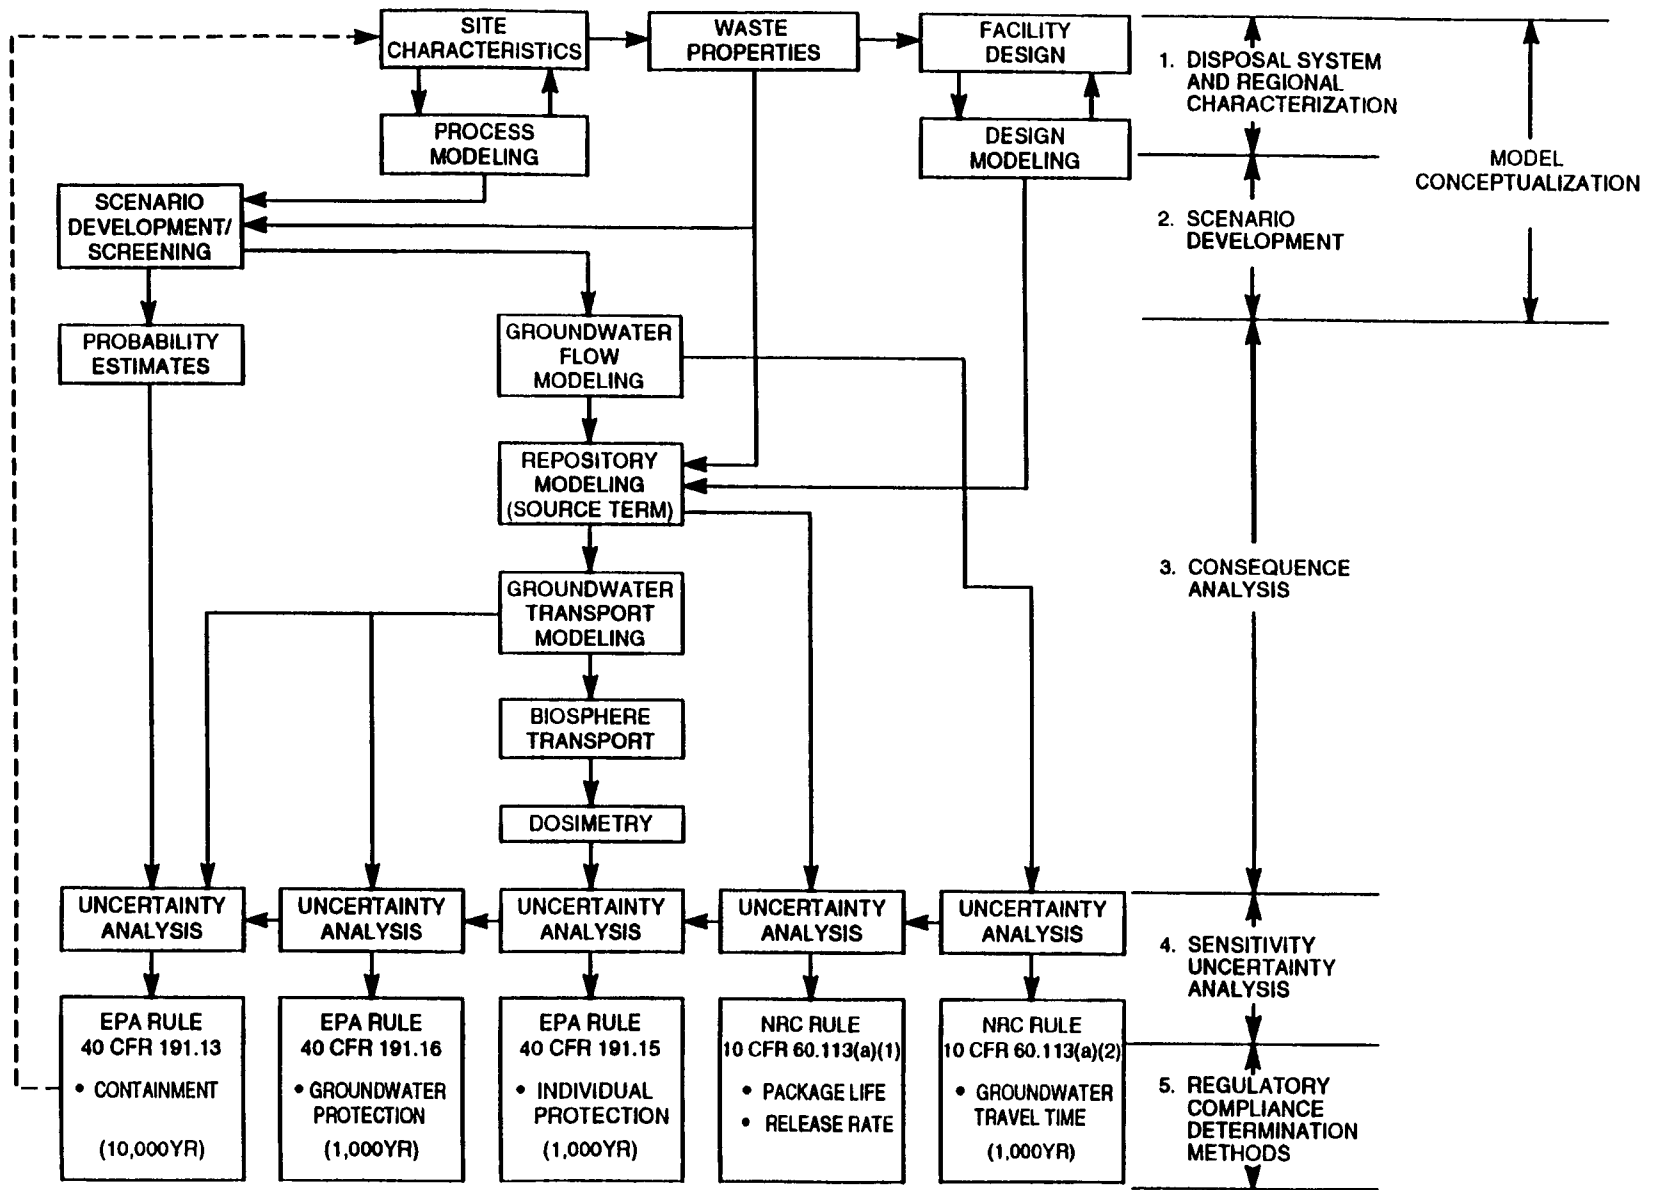 SITE
CHARACTERISTICS
WASTE
PROPERTIES
FACILITY
DESIGN
1. DISPOSAL SYSTEM
AND REGIONAL
CHARACTERIZATION
PROCESS
MODELING
DESIGN
MODELING
MODEL
CONCEPTUALIZATION
SCENARIO
DEVELOPMENT/
SCREENING
2. SCENARIO
DEVELOPMENT
PROBABILITY
ESTIMATES
GROUNDWATER
FLOW
MODELING
REPOSITORY
MODELING
(SOURCE TERM)
3. CONSEQUENCE
ANALYSIS
GROUNDWATER
TRANSPORT
MODELING
BIOSPHERE
TRANSPORT
DOSIMETRY
UNCERTAINTY
ANALYSIS
UNCERTAINTY
ANALYSIS
UNCERTAINTY
ANALYSIS
UNCERTAINTY
ANALYSIS
UNCERTAINTY
ANALYSIS
4. SENSITIVITY
UNCERTAINTY
ANALYSIS
EPA RULE
40 CFR 191.13
• CONTAINMENT
(10,000YR)
EPA RULE
40 CFR 191.16
• GROUNDWATER
PROTECTION
(1,000YR)
EPA RULE
40 CFR 191.15
• INDIVIDUAL
PROTECTION
(1,000YR)
NRC RULE
10 CFR 60.113(a)(1)
• PACKAGE LIFE
• RELEASE RATE
NRC RULE
10 CFR 60.113(a)(2)
• GROUNDWATER
TRAVEL TIME
(1,000YR)
5. REGULATORY
COMPLIANCE
DETERMINATION
METHODS